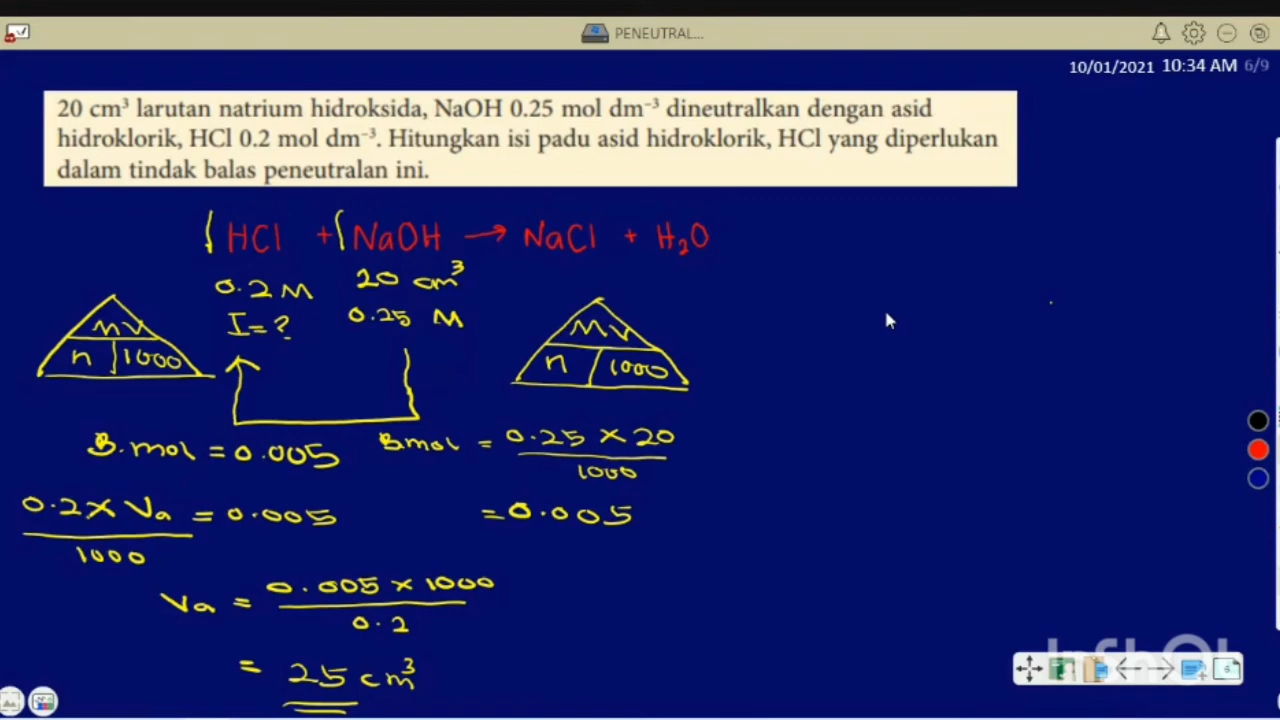 PENEUTRAL...
10/01/2021 10:34 AM 6/9
20 cm³ larutan natrium hidroksida, NaOH 0.25 mol dm⁻³ dineutralkan dengan asid
hidroklorik, HCl 0.2 mol dm⁻³. Hitungkan isi padu asid hidroklorik, HCl yang diperlukan
dalam tindak balas peneutralan ini.
1 HCl + 1 NaOH → NaCl + H₂O
0.2 M 20 cm³
I = ? 0.25 M
MV MV
n 1000 n 1000
B.mol = 0.005 B.mol = 0.25 × 20
1000
0.2 × Va = 0.005 = 0.005
1000
Va = 0.005 × 1000
0.2
= 25 cm³